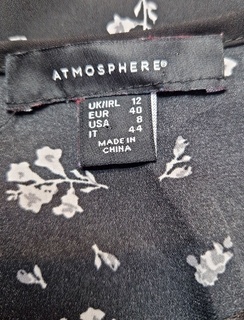 ATMOSPHERE®
UK/IRL 12
EUR 40
USA 8
IT 44
MADE IN
CHINA